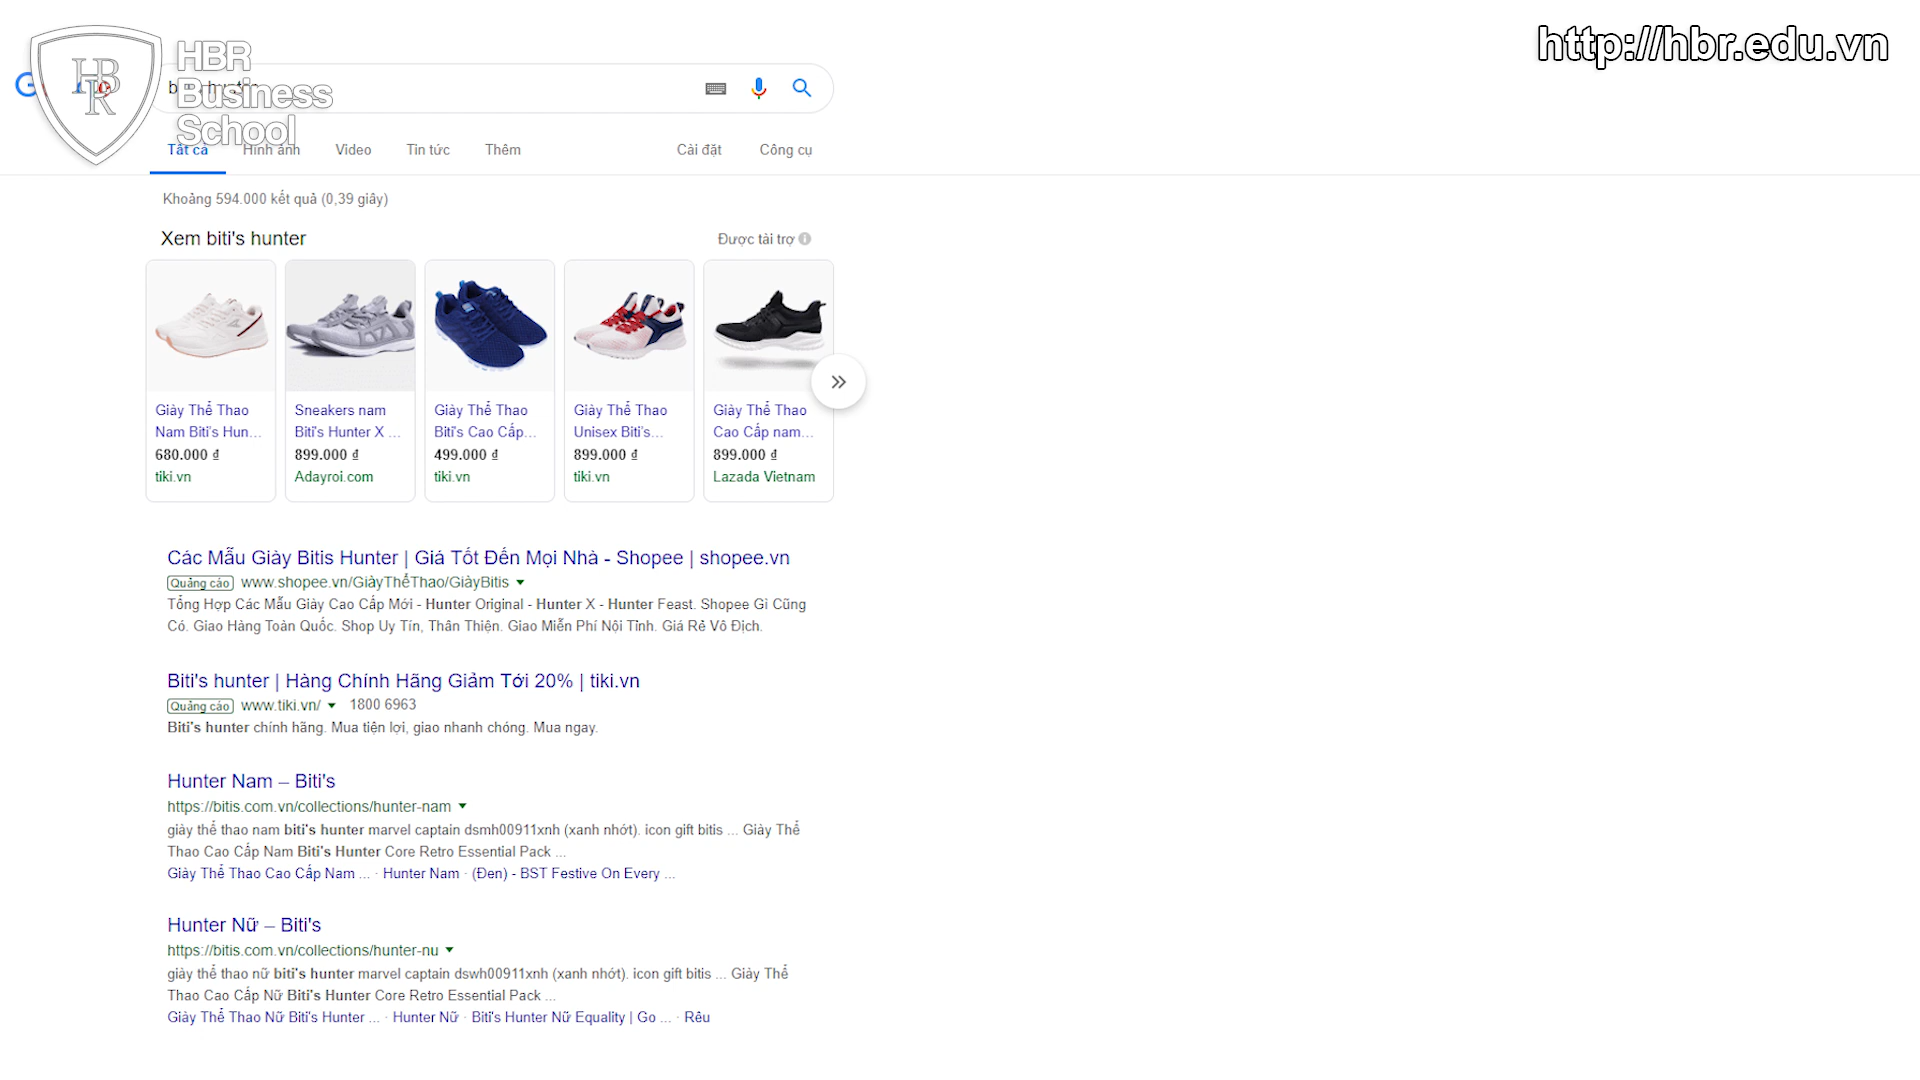 HBR
Business
School
http://hbr.edu.vn
Tất cả Hình ảnh Video Tin tức Thêm Cài đặt Công cụ
Khoảng 594.000 kết quả (0,39 giây)
Xem biti's hunter Được tài trợ
Giày Thể Thao
Nam Biti's Hun...
680.000 ₫
tiki.vn
Sneakers nam
Biti's Hunter X ...
899.000 ₫
Adayroi.com
Giày Thể Thao
Biti's Cao Cấp...
499.000 ₫
tiki.vn
Giày Thể Thao
Unisex Biti's...
899.000 ₫
tiki.vn
Giày Thể Thao
Cao Cấp nam...
899.000 ₫
Lazada Vietnam
Các Mẫu Giày Bitis Hunter | Giá Tốt Đến Mọi Nhà - Shopee | shopee.vn
Quảng cáo www.shopee.vn/GiàyThểThao/GiàyBitis
Tổng Hợp Các Mẫu Giày Cao Cấp Mới - Hunter Original - Hunter X - Hunter Feast. Shopee Gì Cũng
Có. Giao Hàng Toàn Quốc. Shop Uy Tín, Thân Thiện. Giao Miễn Phí Nội Tỉnh. Giá Rẻ Vô Địch.
Biti's hunter | Hàng Chính Hãng Giảm Tới 20% | tiki.vn
Quảng cáo www.tiki.vn/ 1800 6963
Biti's hunter chính hãng. Mua tiện lợi, giao nhanh chóng. Mua ngay.
Hunter Nam – Biti's
https://bitis.com.vn/collections/hunter-nam
giày thể thao nam biti's hunter marvel captain dsmh00911xnh (xanh nhớt). icon gift bitis ... Giày Thể
Thao Cao Cấp Nam Biti's Hunter Core Retro Essential Pack ...
Giày Thể Thao Cao Cấp Nam ... · Hunter Nam · (Đen) - BST Festive On Every ...
Hunter Nữ – Biti's
https://bitis.com.vn/collections/hunter-nu
giày thể thao nữ biti's hunter marvel captain dswh00911xnh (xanh nhớt). icon gift bitis ... Giày Thể
Thao Cao Cấp Nữ Biti's Hunter Core Retro Essential Pack ...
Giày Thể Thao Nữ Biti's Hunter ... · Hunter Nữ · Biti's Hunter Nữ Equality | Go ... · Rêu